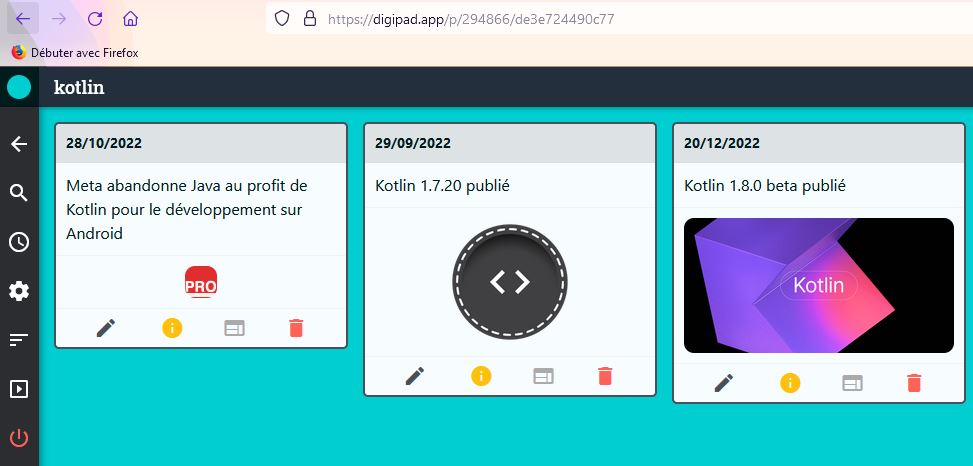 https://digipad.app/p/294866/de3e724490c77
Débuter avec Firefox
kotlin
28/10/2022
Meta abandonne Java au profit de
Kotlin pour le développement sur
Android
PRO
29/09/2022
Kotlin 1.7.20 publié
20/12/2022
Kotlin 1.8.0 beta publié
Kotlin